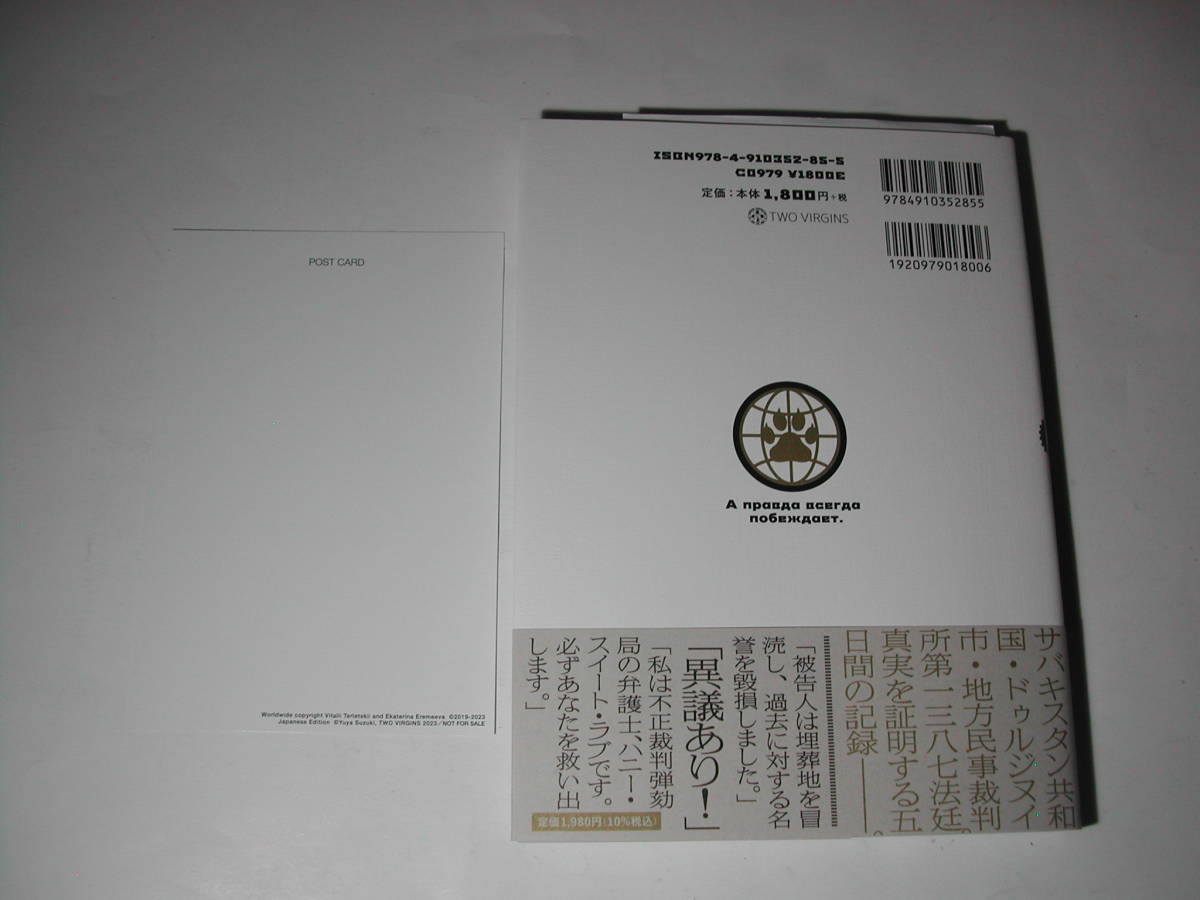 POST CARD
Worldwide copyright Vitalii Terletskii and Ekaterina Eremeeva ©2019-2023
Japanese Edition ©Yuya Suzuki, TWO VIRGINS 2023／NOT FOR SALE
ISBN978-4-910352-85-5
C0979 ¥1800E
定価：本体1,800円+税
TWO VIRGINS
9784910352855
1920979018006
А правда всегда
побеждает.
サバキスタン共和
国・ドゥルジヌイ
市・地方民事裁判
所第一三八七法廷。
真実を証明する五
日間の記録――。
「被告人は埋葬地を冒
涜し、過去に対する名
誉を毀損しました。」
「異議あり！」
「私は不正裁判弾劾
局の弁護士、ハニー・
スイート・ラブです。
必ずあなたを救い出
します。」
定価1,980円（10%税込）